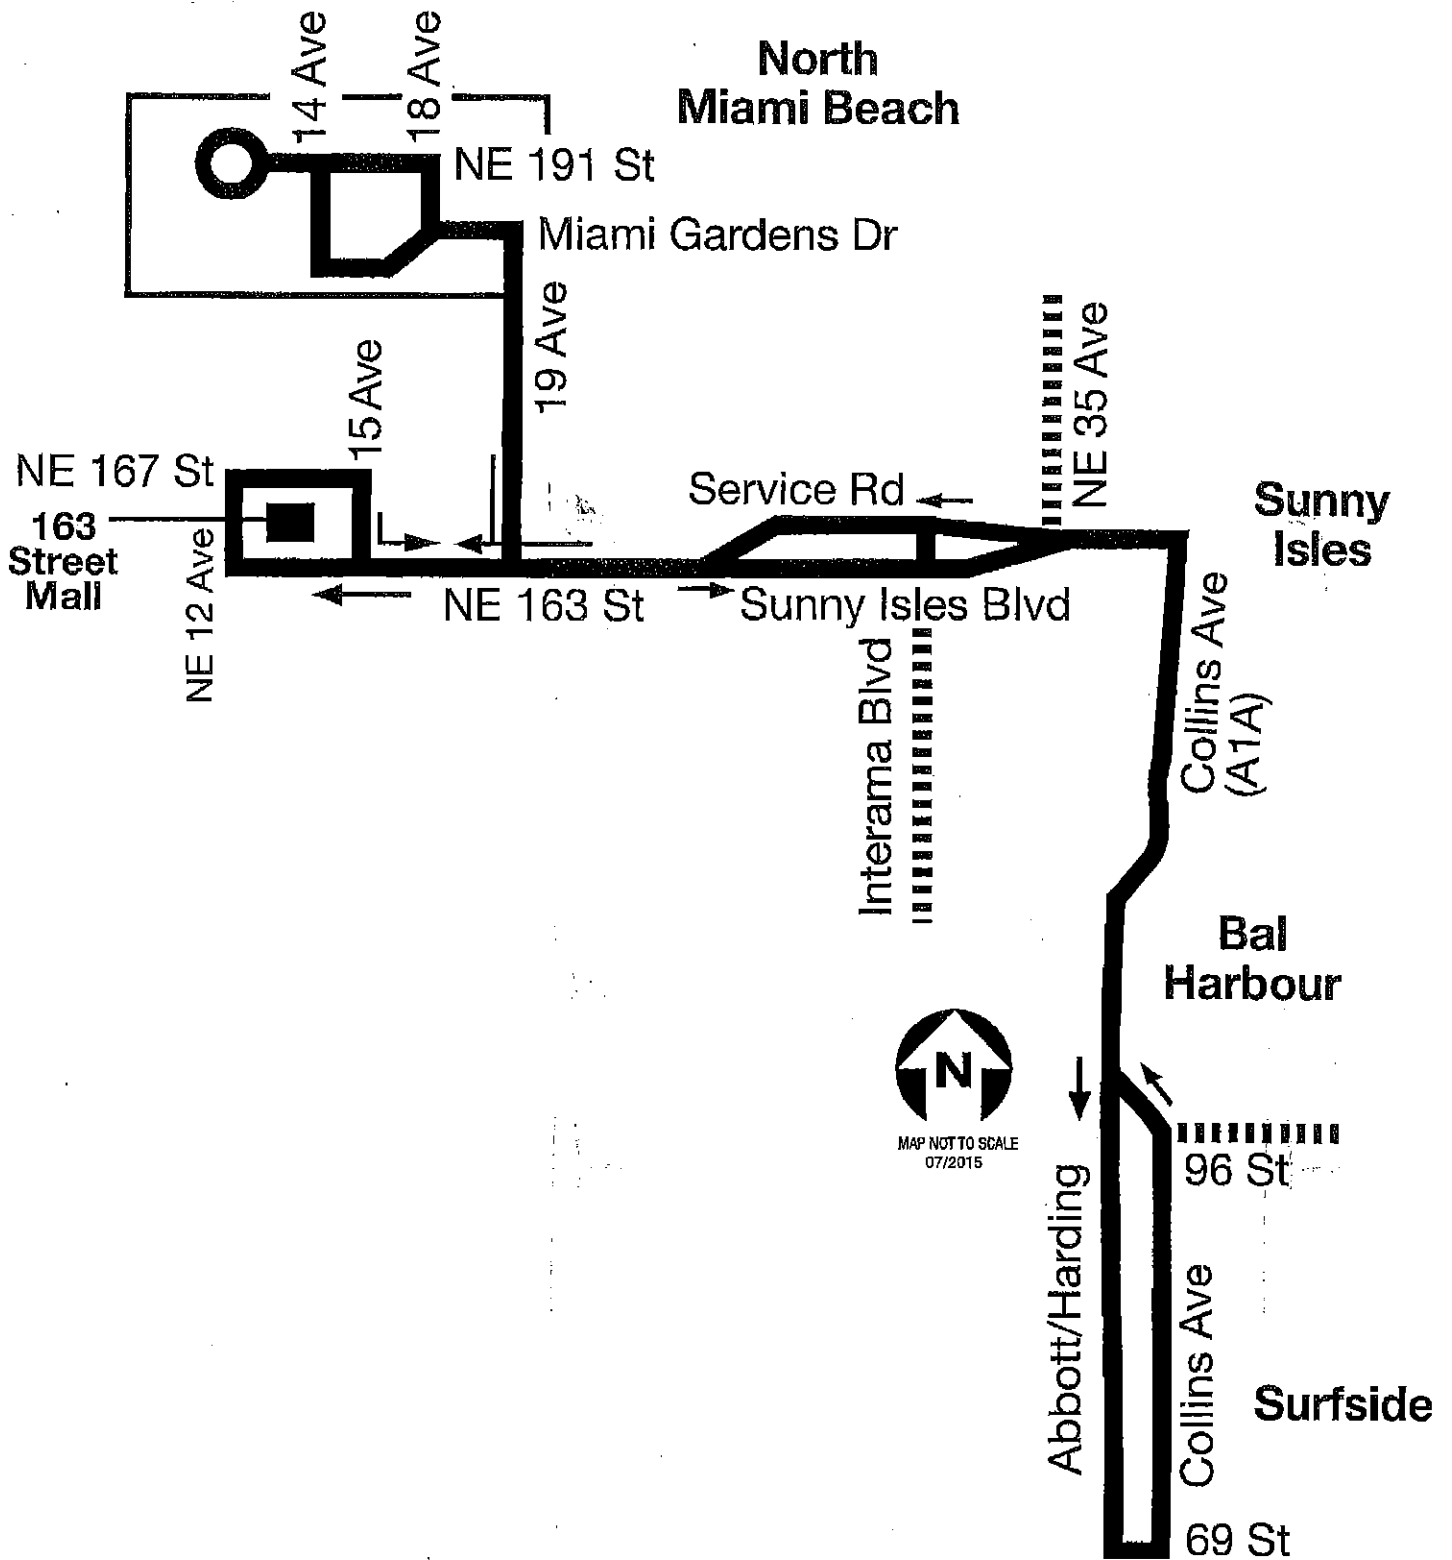 14 Ave
18 Ave
North
Miami Beach
NE 191 St
Miami Gardens Dr
19 Ave
15 Ave
NE 35 Ave
NE 167 St
163
Street
Mall
NE 12 Ave
Service Rd
Sunny
Isles
NE 163 St
Sunny Isles Blvd
Interama Blvd
Collins Ave
(A1A)
Bal
Harbour
N
MAP NOT TO SCALE
07/2015
96 St
Abbott/Harding
Collins Ave
Surfside
69 St